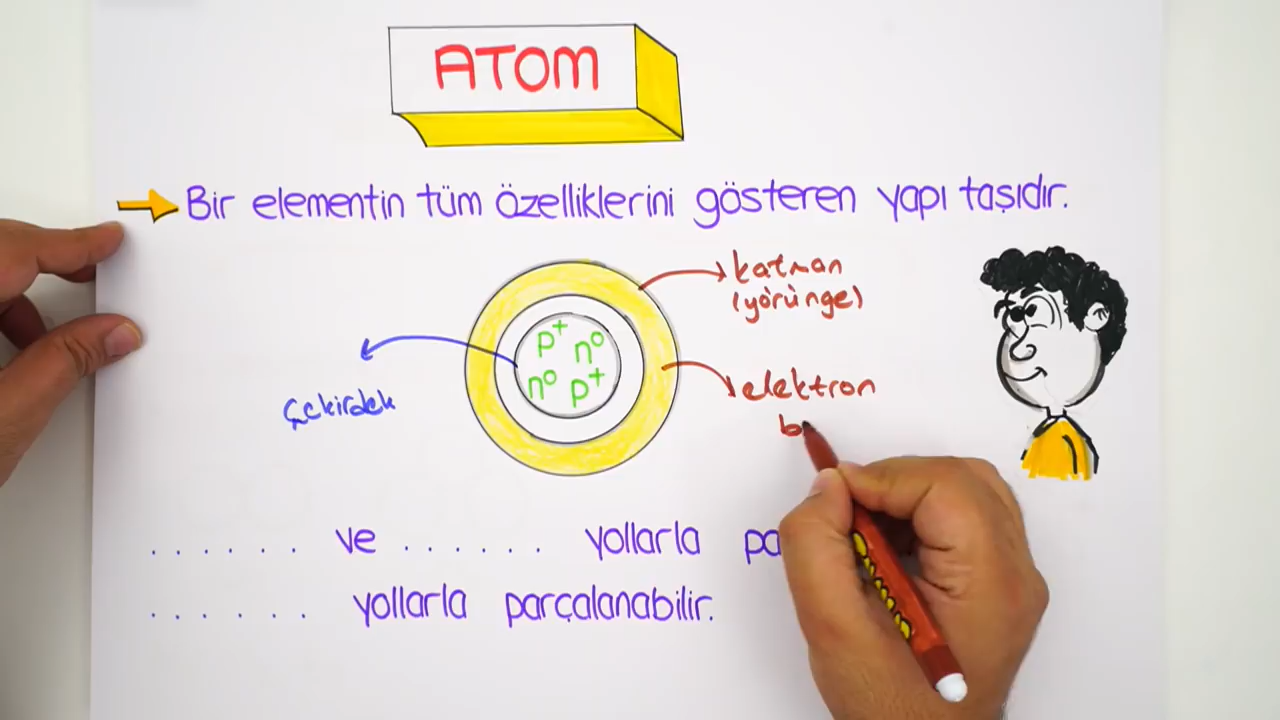 ATOM
Bir elementin tüm özelliklerini gösteren yapı taşıdır.
katman
(yörünge)
p+ n0
n0 p+
elektron
b
çekirdek
. . . . . . ve . . . . . . yollarla pa
. . . . . . yollarla parçalanabilir.